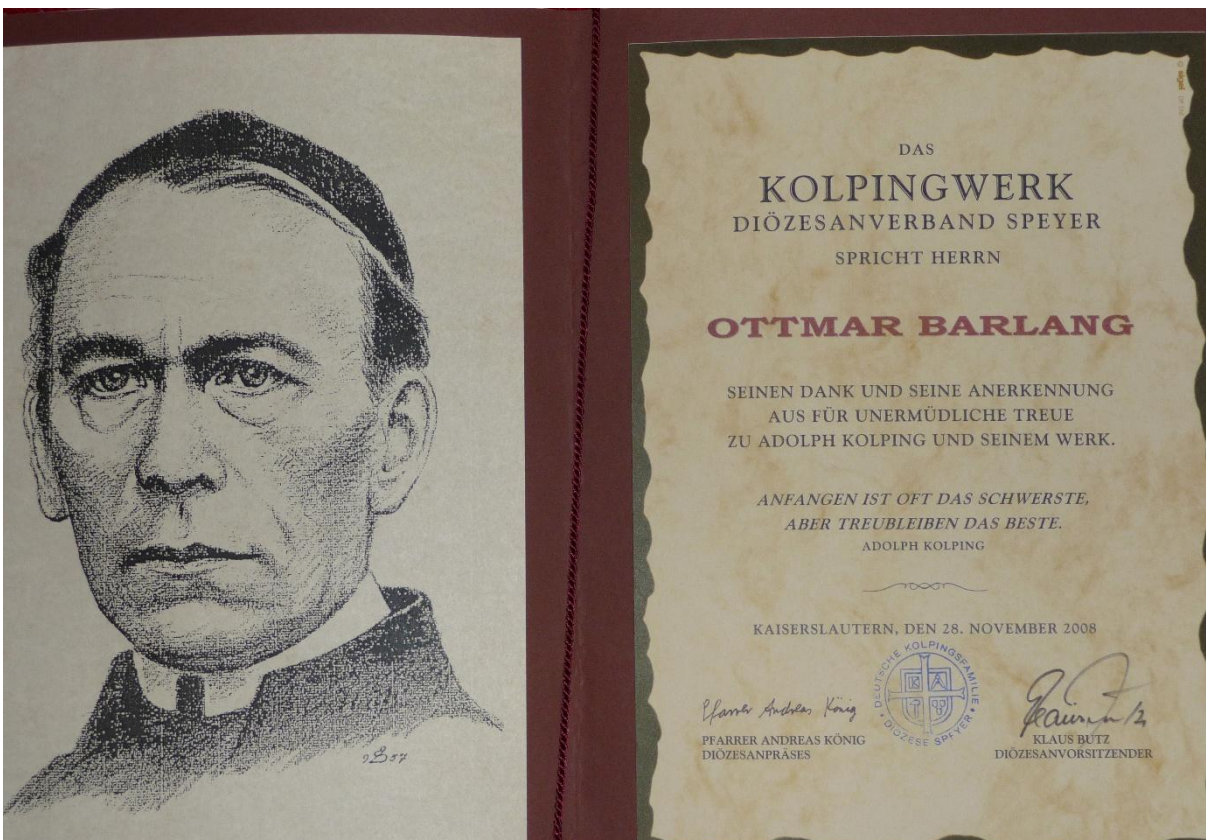 DAS
KOLPINGWERK
DIÖZESANVERBAND SPEYER
SPRICHT HERRN
OTTMAR BARLANG
SEINEN DANK UND SEINE ANERKENNUNG
AUS FÜR UNERMÜDLICHE TREUE
ZU ADOLPH KOLPING UND SEINEM WERK.
ANFANGEN IST OFT DAS SCHWERSTE,
ABER TREUBLEIBEN DAS BESTE.
ADOLPH KOLPING
KAISERSLAUTERN, DEN 28. NOVEMBER 2008
DEUTSCHE KOLPINGSFAMILIE
DIÖZESE SPEYER
Pfarrer Andreas König
PFARRER ANDREAS KÖNIG
DIÖZESANPRÄSES
KLAUS BUTZ
DIÖZESANVORSITZENDER